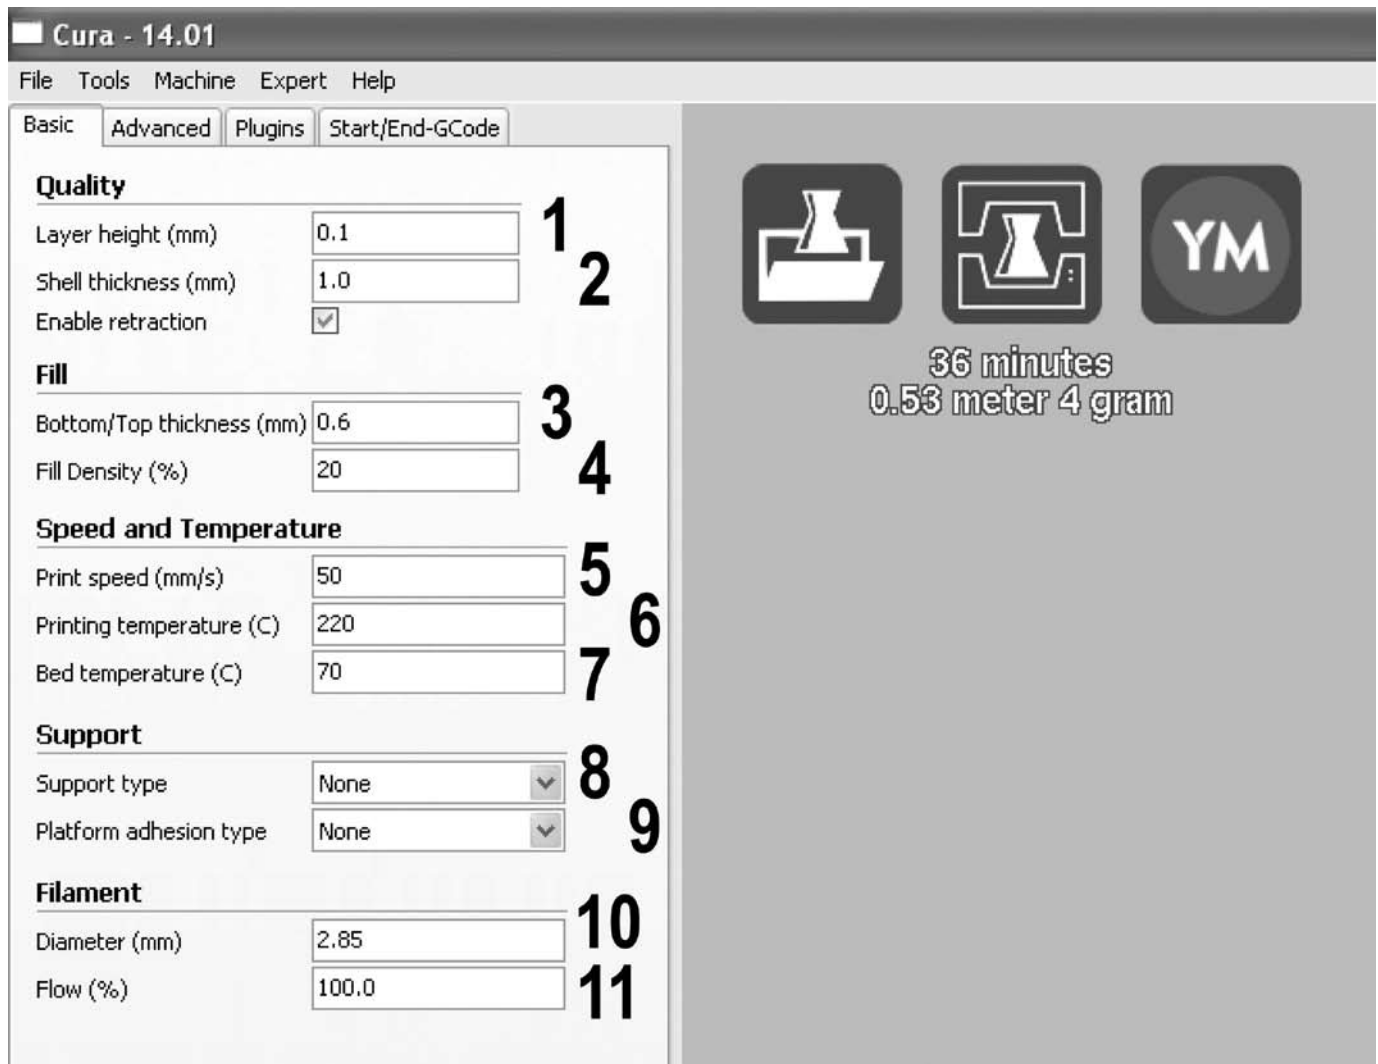 Cura - 14.01
File Tools Machine Expert Help
Basic Advanced Plugins Start/End-GCode
Quality
Layer height (mm) 0.1 1
Shell thickness (mm) 1.0 2
Enable retraction
Fill
Bottom/Top thickness (mm) 0.6 3
Fill Density (%) 20 4
Speed and Temperature
Print speed (mm/s) 50 5
Printing temperature (C) 220 6
Bed temperature (C) 70 7
Support
Support type None 8
Platform adhesion type None 9
Filament
Diameter (mm) 2.85 10
Flow (%) 100.0 11
YM
36 minutes
0.53 meter 4 gram